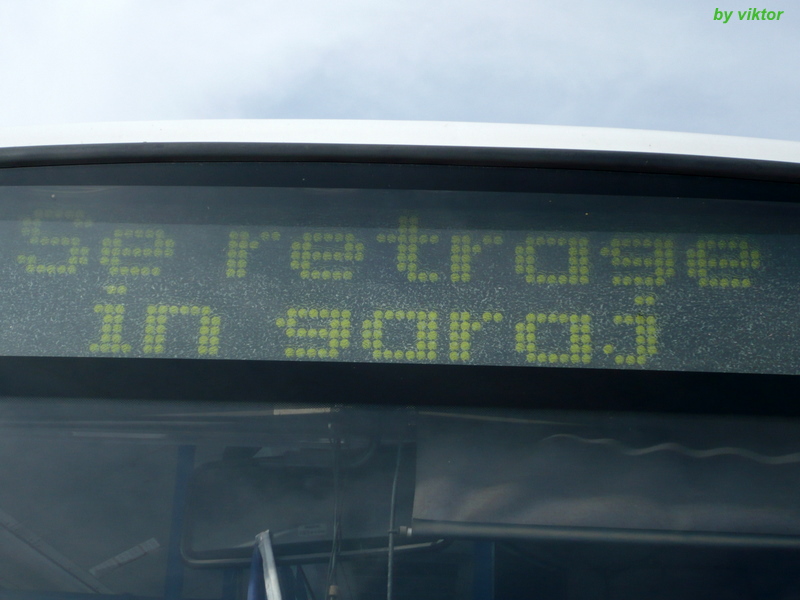 by viktor
Se retrage
in garaj